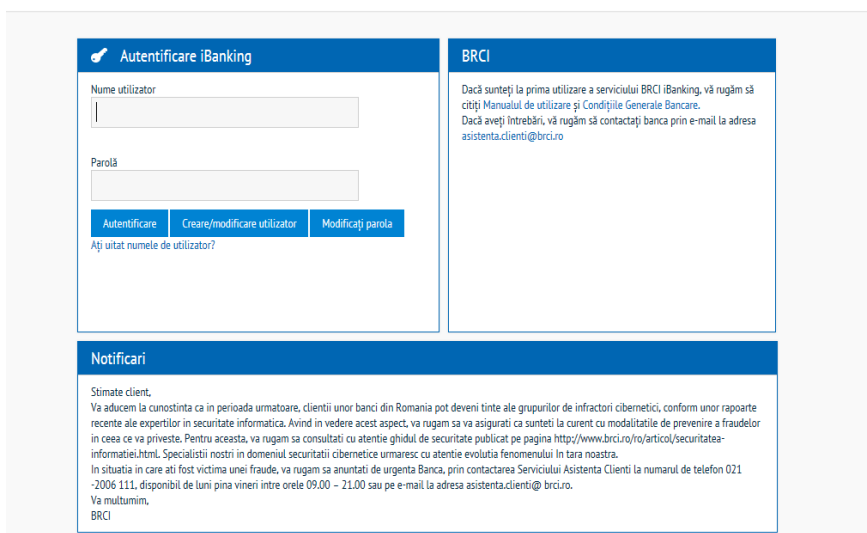 Autentificare iBanking
Nume utilizator
Parolă
Autentificare
Creare/modificare utilizator
Modificați parola
Ați uitat numele de utilizator?
BRCI
Dacă sunteți la prima utilizare a serviciului BRCI iBanking, vă rugăm să
citiți Manualul de utilizare și Condițiile Generale Bancare.
Dacă aveți întrebări, vă rugăm să contactați banca prin e-mail la adresa
asistenta.clienti@brci.ro
Notificari
Stimate client,
Va aducem la cunostinta ca in perioada urmatoare, clientii unor banci din Romania pot deveni tinte ale grupurilor de infractori cibernetici, conform unor rapoarte
recente ale expertilor in securitate informatica. Avind in vedere acest aspect, va rugam sa va asigurati ca sunteti la curent cu modalitatile de prevenire a fraudelor
in ceea ce va priveste. Pentru aceasta, va rugam sa consultati cu atentie ghidul de securitate publicat pe pagina http://www.brci.ro/ro/articol/securitatea-
informatiei.html. Specialistii nostri in domeniul securitatii cibernetice urmaresc cu atentie evolutia fenomenului In tara noastra.
In situatia in care ati fost victima unei fraude, va rugam sa anuntati de urgenta Banca, prin contactarea Serviciului Asistenta Clienti la numarul de telefon 021
-2006 111, disponibil de luni pina vineri intre orele 09.00 – 21.00 sau pe e-mail la adresa asistenta.clienti@ brci.ro.
Va multumim,
BRCI